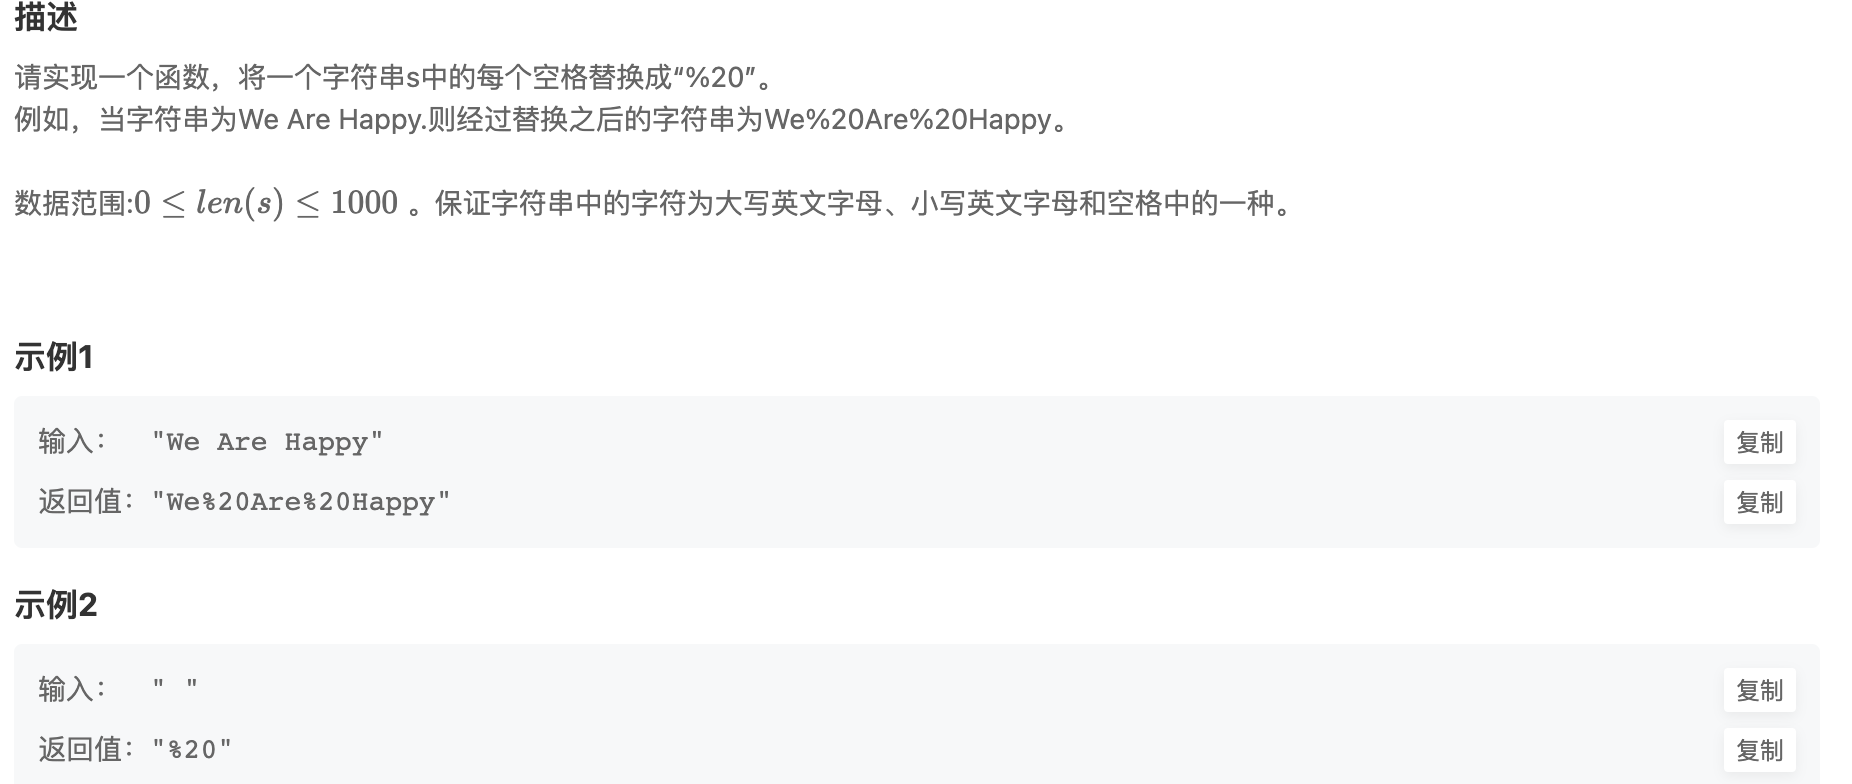 描述
请实现一个函数，将一个字符串s中的每个空格替换成“%20”。
例如，当字符串为We Are Happy.则经过替换之后的字符串为We%20Are%20Happy。
数据范围:0 ≤ len(s) ≤ 1000 。保证字符串中的字符为大写英文字母、小写英文字母和空格中的一种。
示例1
输入： "We Are Happy" 复制
返回值："We%20Are%20Happy" 复制
示例2
输入： " " 复制
返回值："%20" 复制